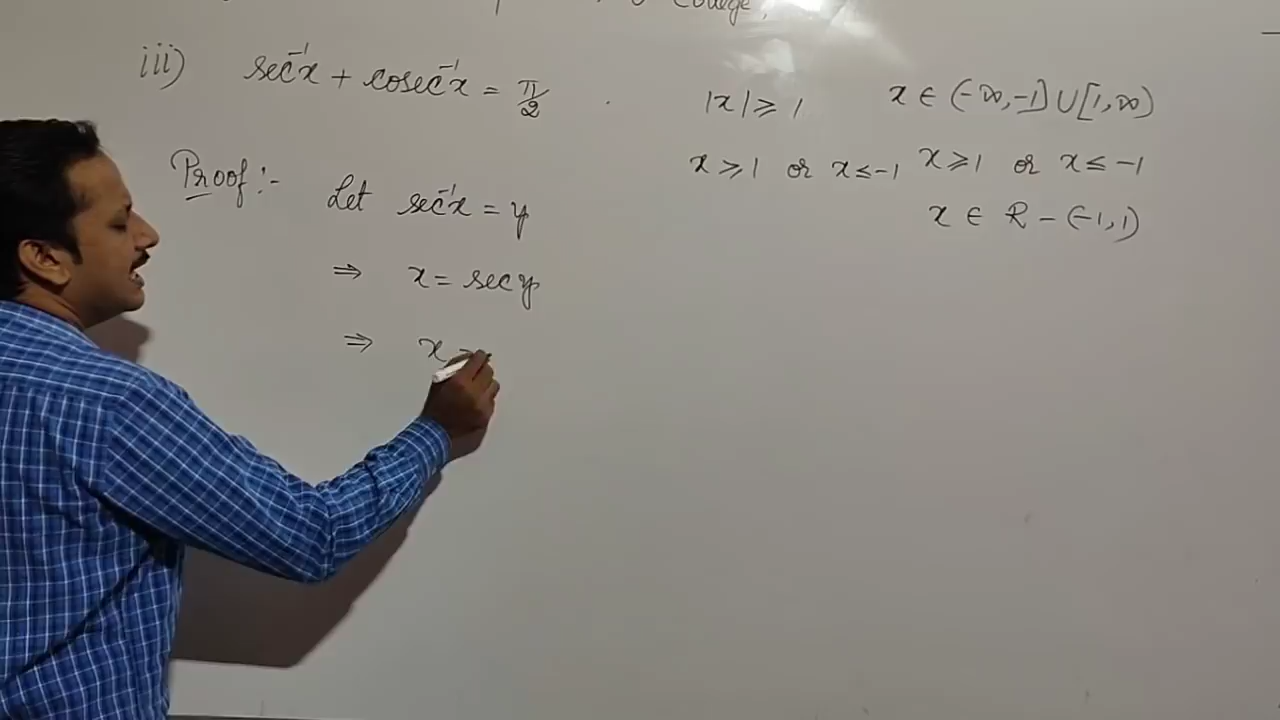 College,
iii) sec⁻¹x + cosec⁻¹x = π/2 . |x| ≥ 1 x ∈ (-∞, -1] ∪ [1, ∞)
Proof :- Let sec⁻¹x = y
⇒ x = sec y
⇒ x =
x ≥ 1 or x ≤ -1
x ≥ 1 or x ≤ -1
x ∈ R - (-1, 1)